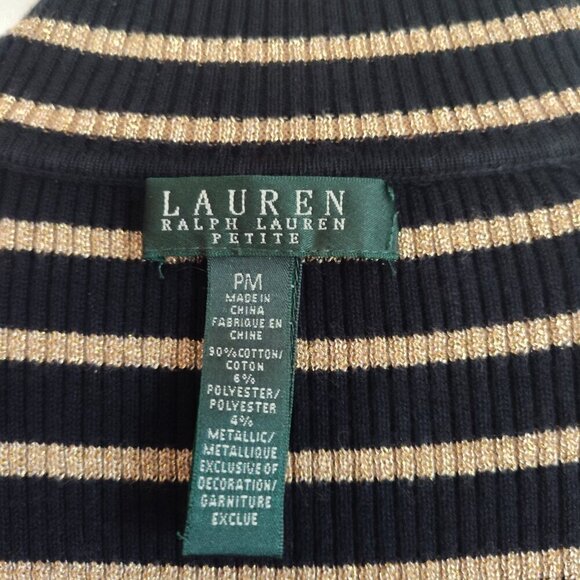 LAUREN
RALPH LAUREN
PETITE
PM
MADE IN
CHINA
FABRIQUE EN
CHINE
90% COTTON/
COTON
6%
POLYESTER/
POLYESTER
4%
METALLIC/
METALLIQUE
EXCLUSIVE OF
DECORATION/
GARNITURE
EXCLUE